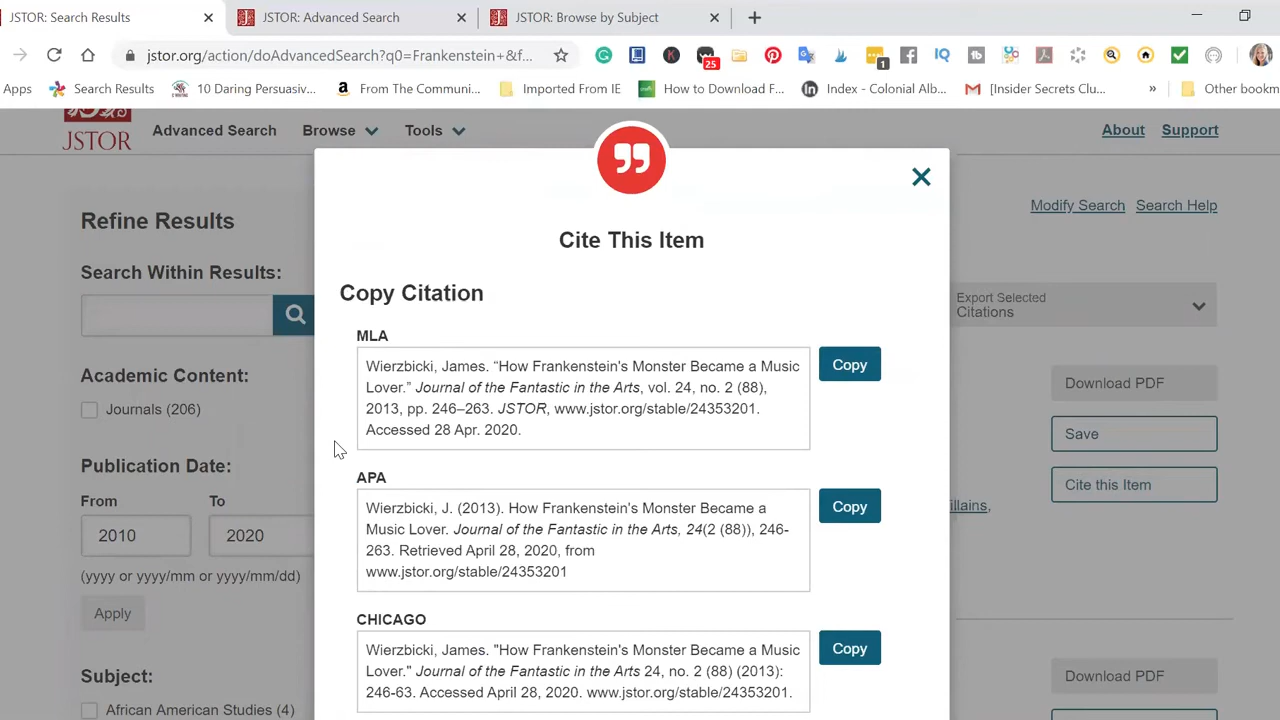 JSTOR: Search Results
JSTOR: Advanced Search
JSTOR: Browse by Subject
jstor.org/action/doAdvancedSearch?q0=Frankenstein+&f...
25
1
Apps
Search Results
10 Daring Persuasiv...
From The Communi...
Imported From IE
How to Download F...
Index - Colonial Alb...
[Insider Secrets Clu...
»
Other bookm
JSTOR
Advanced Search
Browse
Tools
About
Support
Refine Results
Search Within Results:
Academic Content:
Journals (206)
Publication Date:
From
To
2010
2020
(yyyy or yyyy/mm or yyyy/mm/dd)
Apply
Subject:
African American Studies (4)
Cite This Item
Copy Citation
MLA
Wierzbicki, James. “How Frankenstein's Monster Became a Music
Lover.” Journal of the Fantastic in the Arts, vol. 24, no. 2 (88),
2013, pp. 246–263. JSTOR, www.jstor.org/stable/24353201.
Accessed 28 Apr. 2020.
Copy
APA
Wierzbicki, J. (2013). How Frankenstein's Monster Became a
Music Lover. Journal of the Fantastic in the Arts, 24(2 (88)), 246-
263. Retrieved April 28, 2020, from
www.jstor.org/stable/24353201
Copy
CHICAGO
Wierzbicki, James. "How Frankenstein's Monster Became a Music
Lover." Journal of the Fantastic in the Arts 24, no. 2 (88) (2013):
246-63. Accessed April 28, 2020. www.jstor.org/stable/24353201.
Copy
Modify Search
Search Help
Export Selected
Citations
Download PDF
Save
Cite this Item
illains,
Download PDF